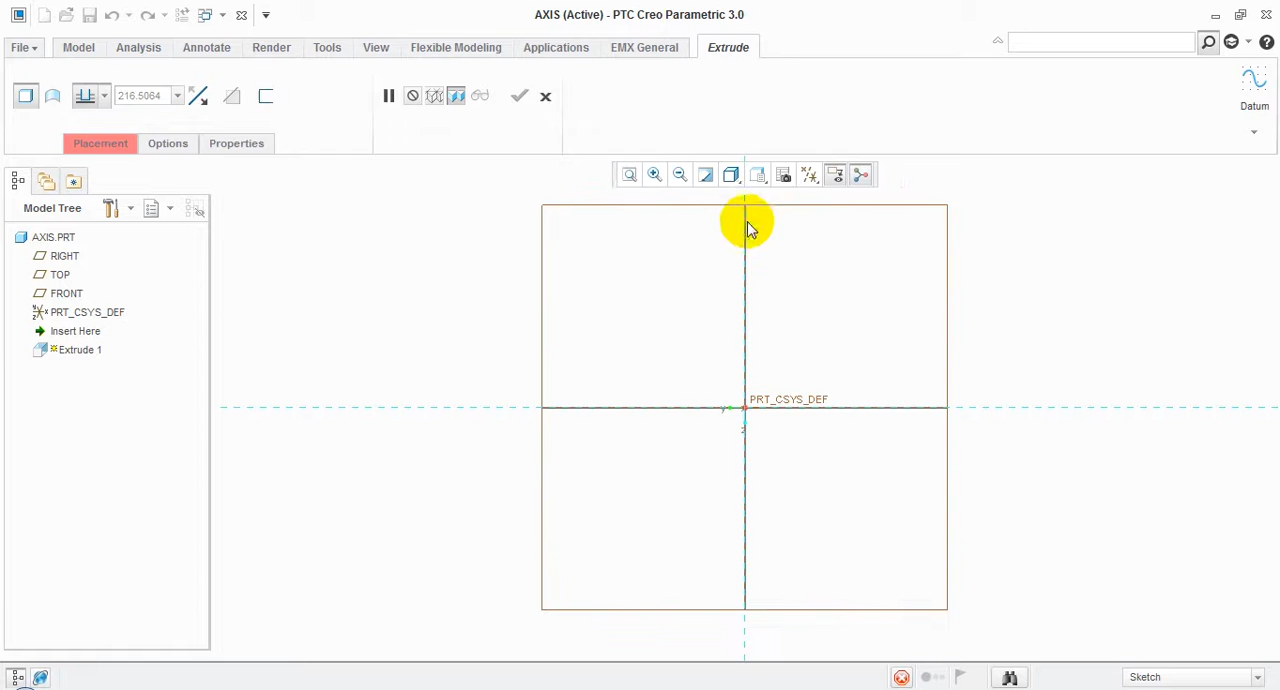 AXIS (Active) - PTC Creo Parametric 3.0
File Model Analysis Annotate Render Tools View Flexible Modeling Applications EMX General Extrude
216.5064
Datum
Placement Options Properties
Model Tree
AXIS.PRT
RIGHT
TOP
FRONT
PRT_CSYS_DEF
Insert Here
Extrude 1
PRT_CSYS_DEF
y
z
Sketch